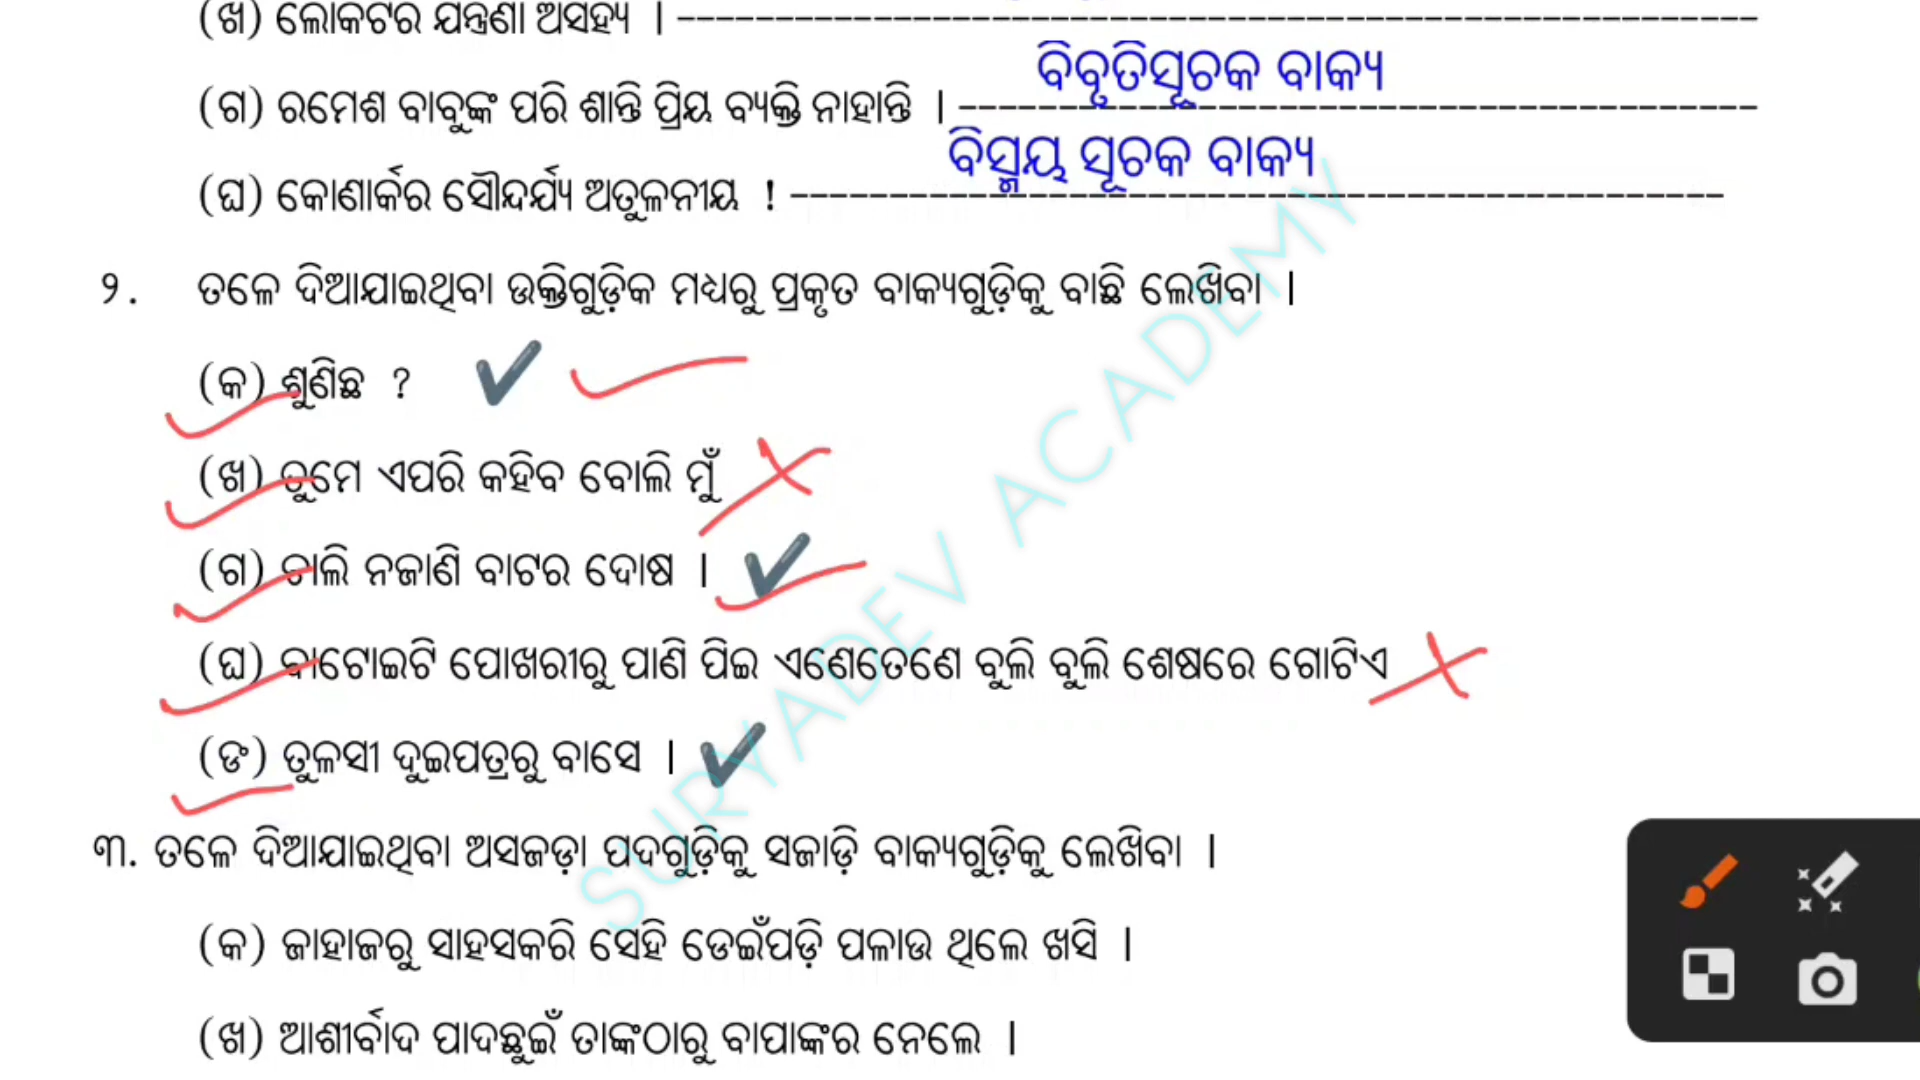 (ଖ) ଲୋକଟିର ଯନ୍ତ୍ରଣା ଅସହ୍ୟ ।
ବିବୃତିସୂଚକ ବାକ୍ୟ
(ଗ) ରମେଶ ବାବୁଙ୍କ ପରି ଶାନ୍ତି ପ୍ରିୟ ବ୍ୟକ୍ତି ନାହାନ୍ତି ।
ବିସ୍ମୟ ସୂଚକ ବାକ୍ୟ
(ଘ) କୋଣାର୍କର ସୌନ୍ଦର୍ଯ୍ୟ ଅତୁଳନୀୟ !
୨. ତଳେ ଦିଆଯାଇଥିବା ଉକ୍ତିଗୁଡ଼ିକ ମଧ୍ୟରୁ ପ୍ରକୃତ ବାକ୍ୟଗୁଡ଼ିକୁ ବାଛି ଲେଖିବା ।
(କ) ଶୁଣିଛ ?
(ଖ) ତୁମେ ଏପରି କହିବ ବୋଲି ମୁଁ
(ଗ) ଚାଲି ନଜାଣି ବାଟର ଦୋଷ ।
(ଘ) ବାଟୋଇଟି ପୋଖରୀରୁ ପାଣି ପିଇ ଏଣେତେଣେ ବୁଲି ବୁଲି ଶେଷରେ ଗୋଟିଏ
(ଙ) ତୁଳସୀ ଦୁଇପତ୍ରରୁ ବାସେ ।
୩. ତଳେ ଦିଆଯାଇଥିବା ଅସଜଡ଼ା ପଦଗୁଡ଼ିକୁ ସଜାଡ଼ି ବାକ୍ୟଗୁଡ଼ିକୁ ଲେଖିବା ।
(କ) ଜାହାଜରୁ ସାହସକରି ସେହି ଡେଇଁପଡ଼ି ପଳାଉ ଥିଲେ ଖସି ।
(ଖ) ଆଶୀର୍ବାଦ ପାଦଛୁଇଁ ତାଙ୍କଠାରୁ ବାପାଙ୍କର ନେଲେ ।
SURYADEV ACADEMY